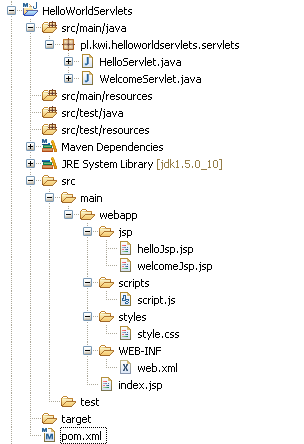 HelloWorldServlets
src/main/java
pl.kwi.helloworldservlets.servlets
HelloServlet.java
WelcomeServlet.java
src/main/resources
src/test/java
src/test/resources
Maven Dependencies
JRE System Library [jdk1.5.0_10]
src
main
webapp
jsp
helloJsp.jsp
welcomeJsp.jsp
scripts
script.js
styles
style.css
WEB-INF
web.xml
index.jsp
test
target
pom.xml